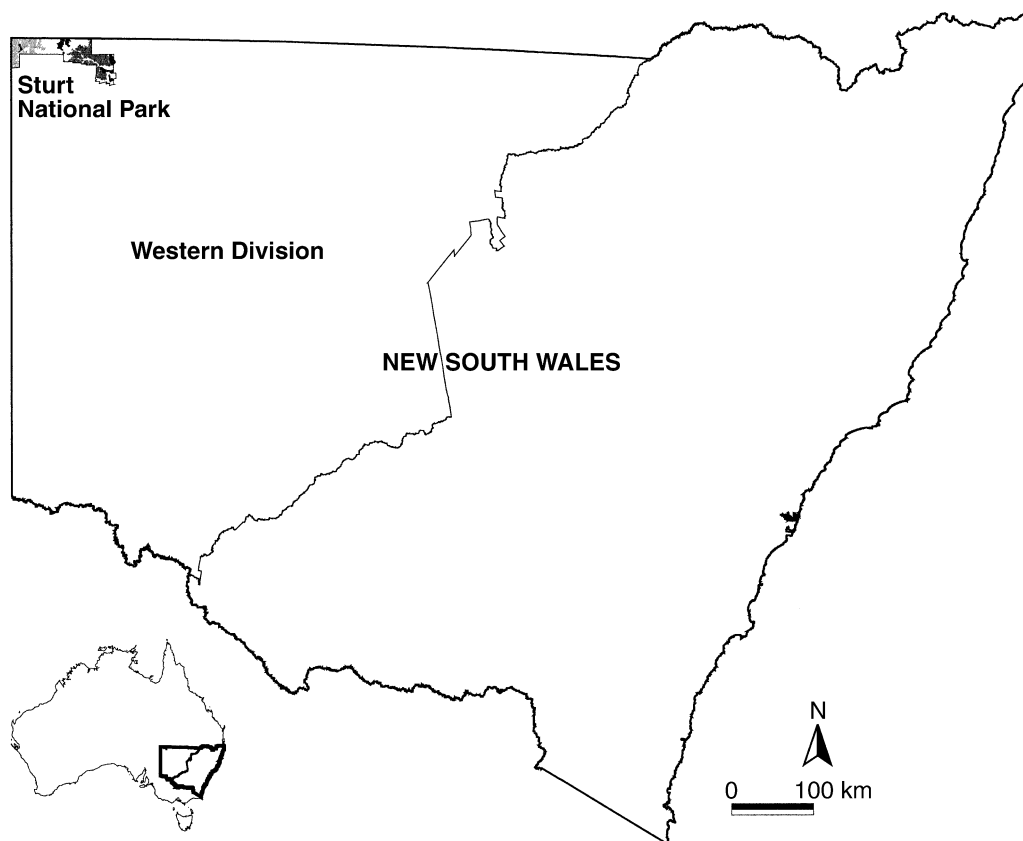 Sturt
National Park
Western Division
NEW SOUTH WALES
N
0 100 km